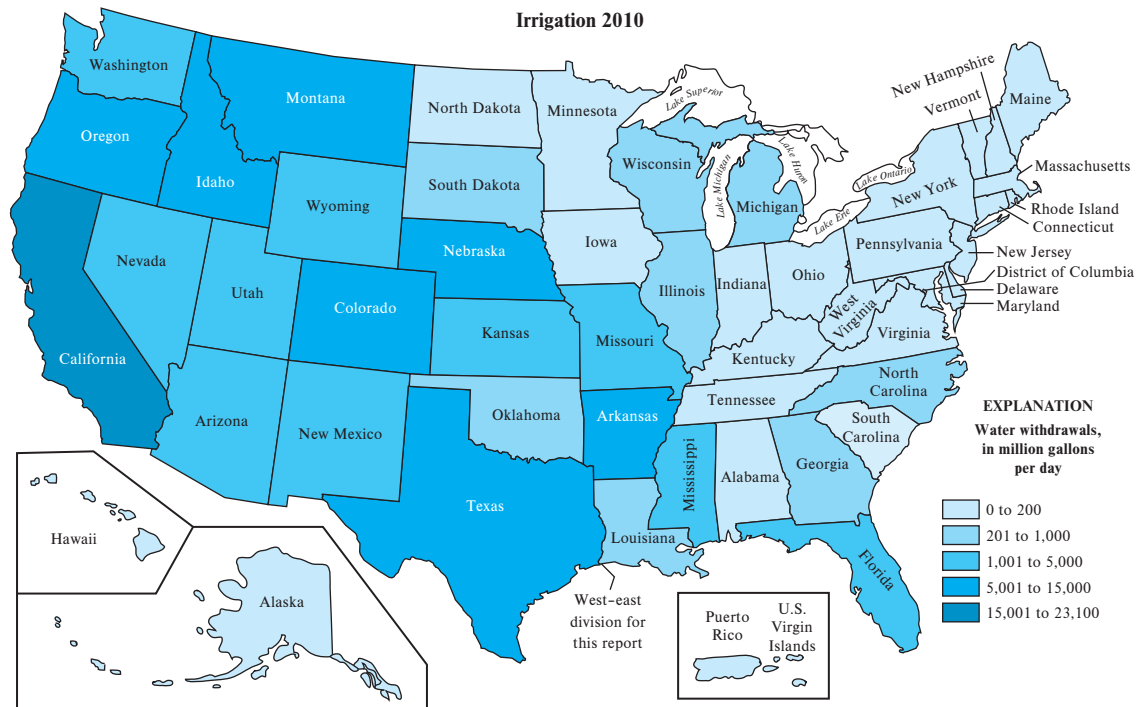 Irrigation 2010
Washington
Oregon
Montana
Idaho
Wyoming
Nevada
Utah
California
Colorado
Arizona
New Mexico
North Dakota
South Dakota
Nebraska
Kansas
Oklahoma
Texas
Minnesota
Iowa
Missouri
Arkansas
Louisiana
Wisconsin
Illinois
Michigan
Indiana
Ohio
Kentucky
Tennessee
Mississippi
Alabama
Georgia
Florida
South
Carolina
North
Carolina
Virginia
West
Virginia
Pennsylvania
New York
Lake Superior
Lake Michigan
Lake Huron
Lake Erie
Lake Ontario
New Hampshire
Vermont
Maine
Massachusetts
Rhode Island
Connecticut
New Jersey
District of Columbia
Delaware
Maryland
Hawaii
Alaska
West-east
division for
this report
Puerto
Rico
U.S.
Virgin
Islands
EXPLANATION
Water withdrawals,
in million gallons
per day
0 to 200
201 to 1,000
1,001 to 5,000
5,001 to 15,000
15,001 to 23,100